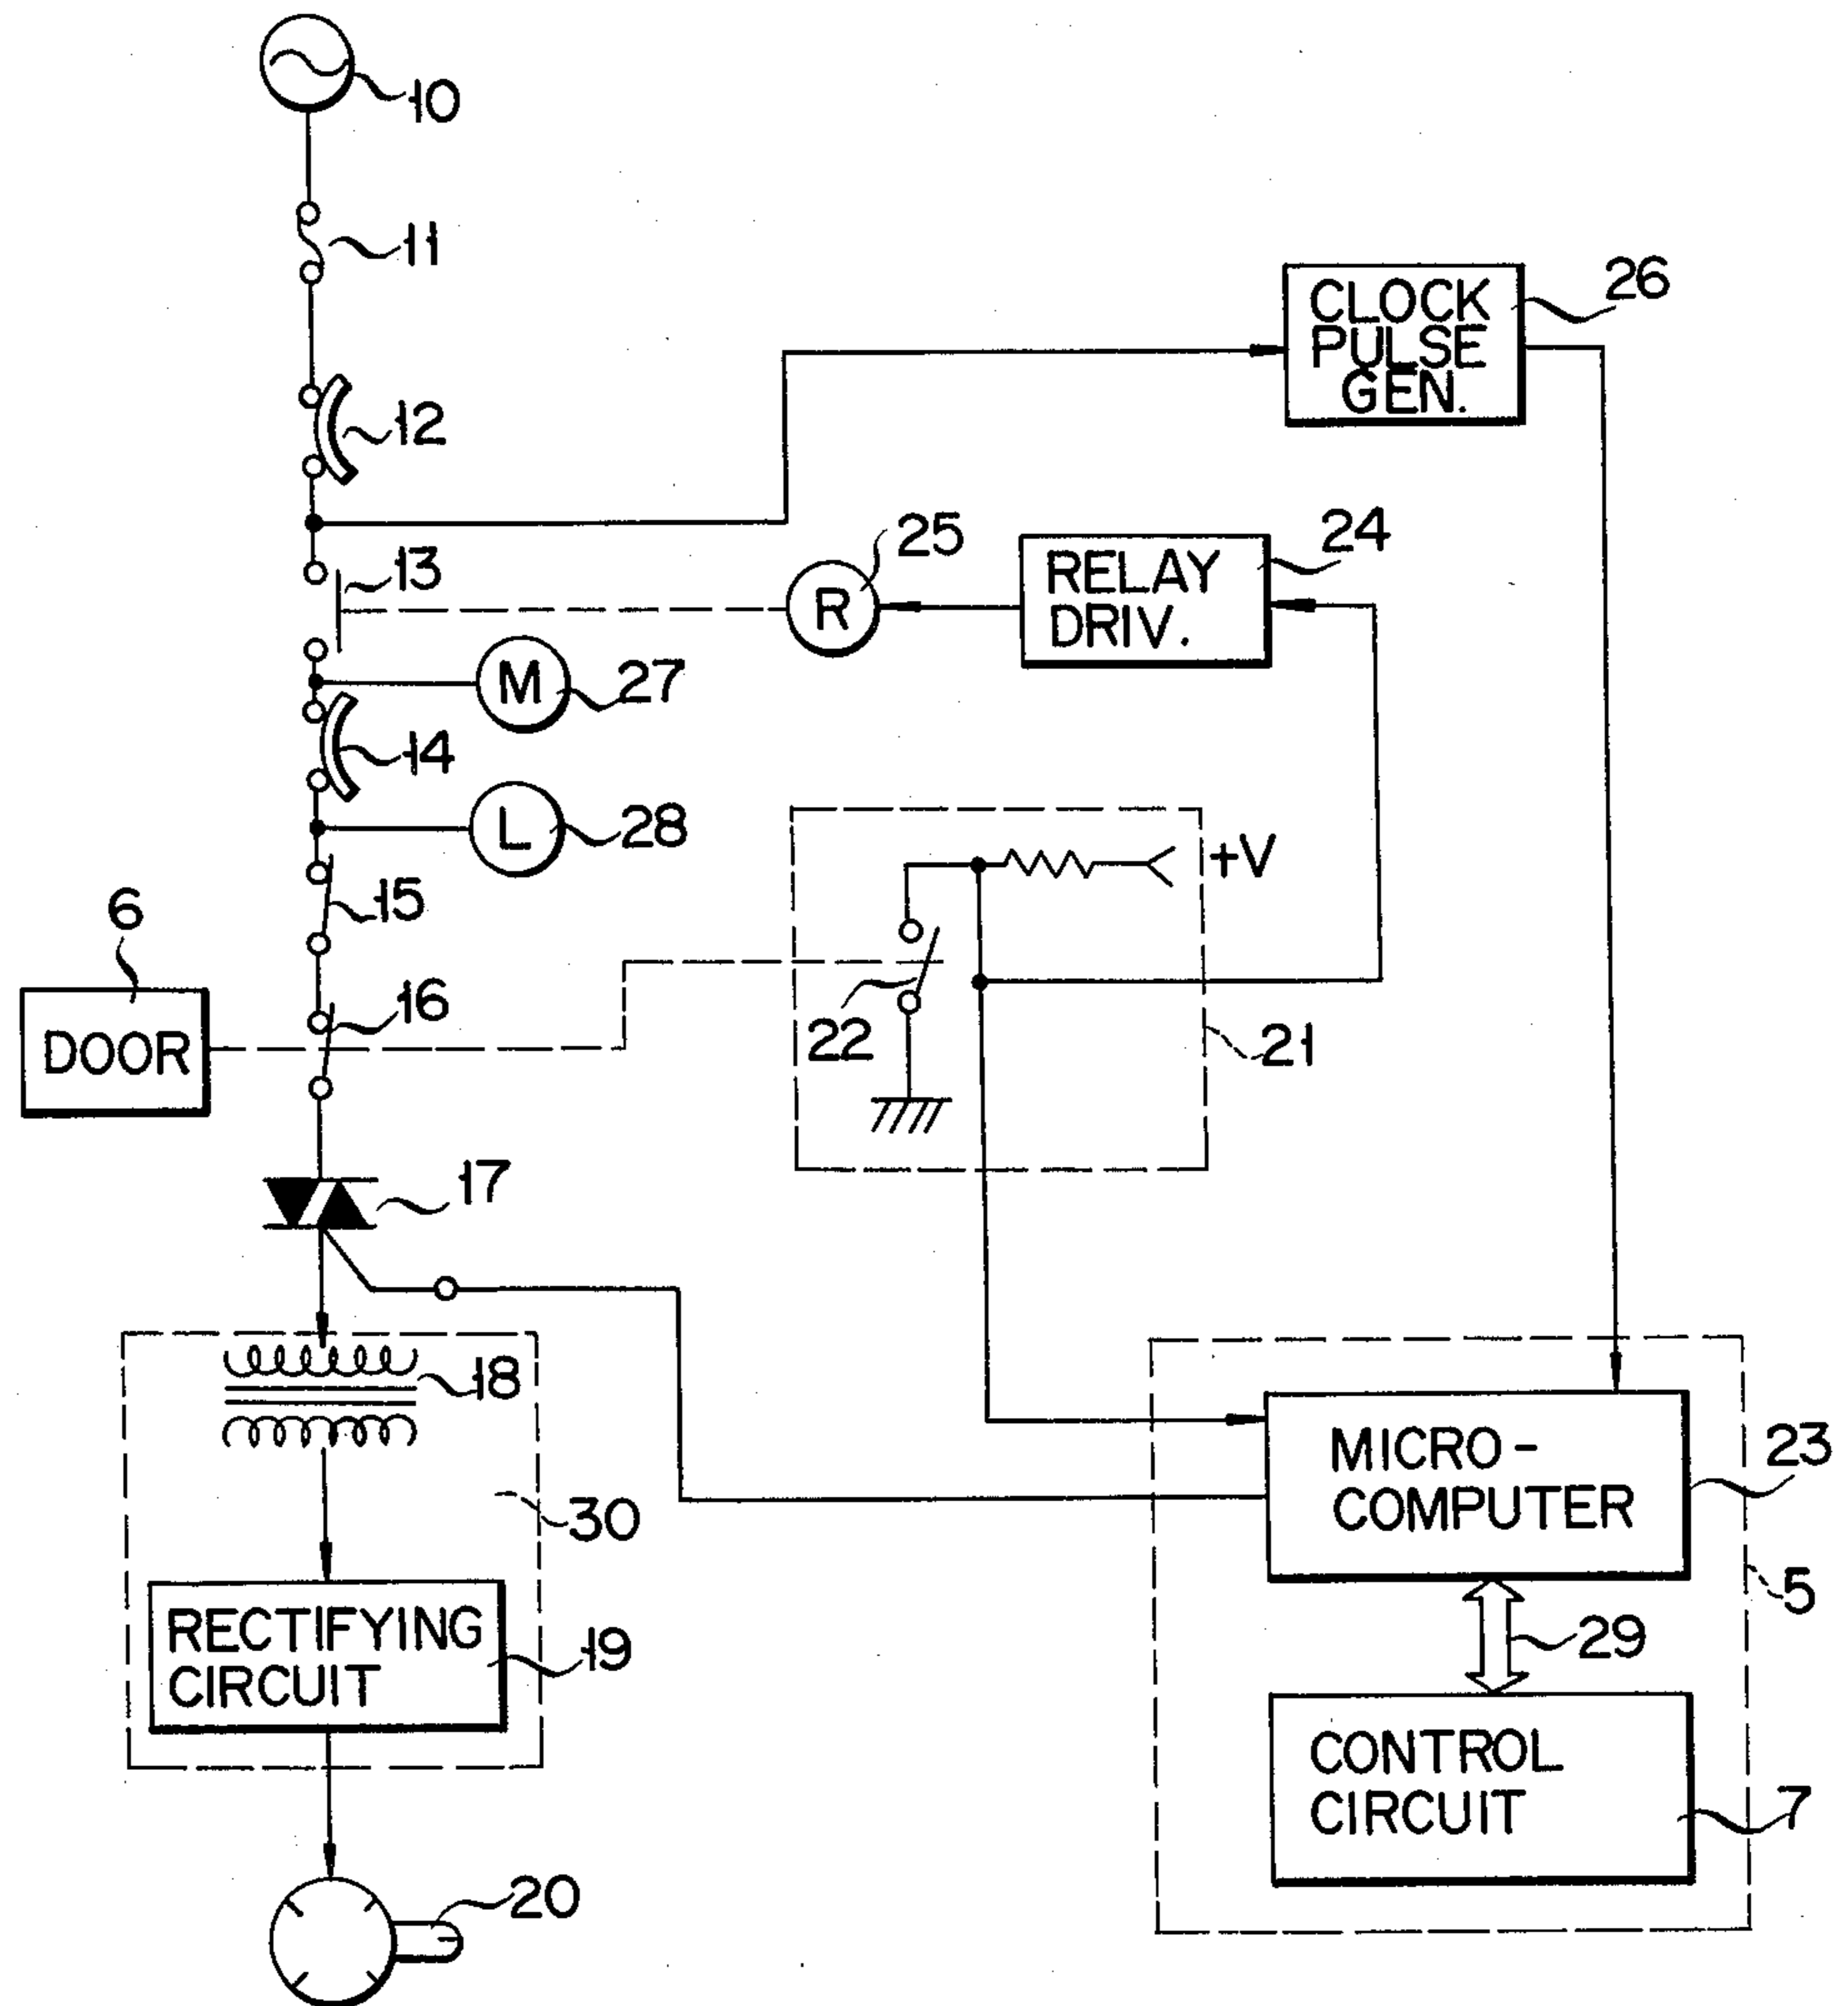 10
11
12
CLOCK
PULSE
GEN.
26
13
25
R
RELAY
DRIV.
24
M
27
14
L
28
+V
15
6
DOOR
16
22
21
17
18
30
MICRO-
COMPUTER
23
RECTIFYING
CIRCUIT
19
29
5
CONTROL
CIRCUIT
7
20